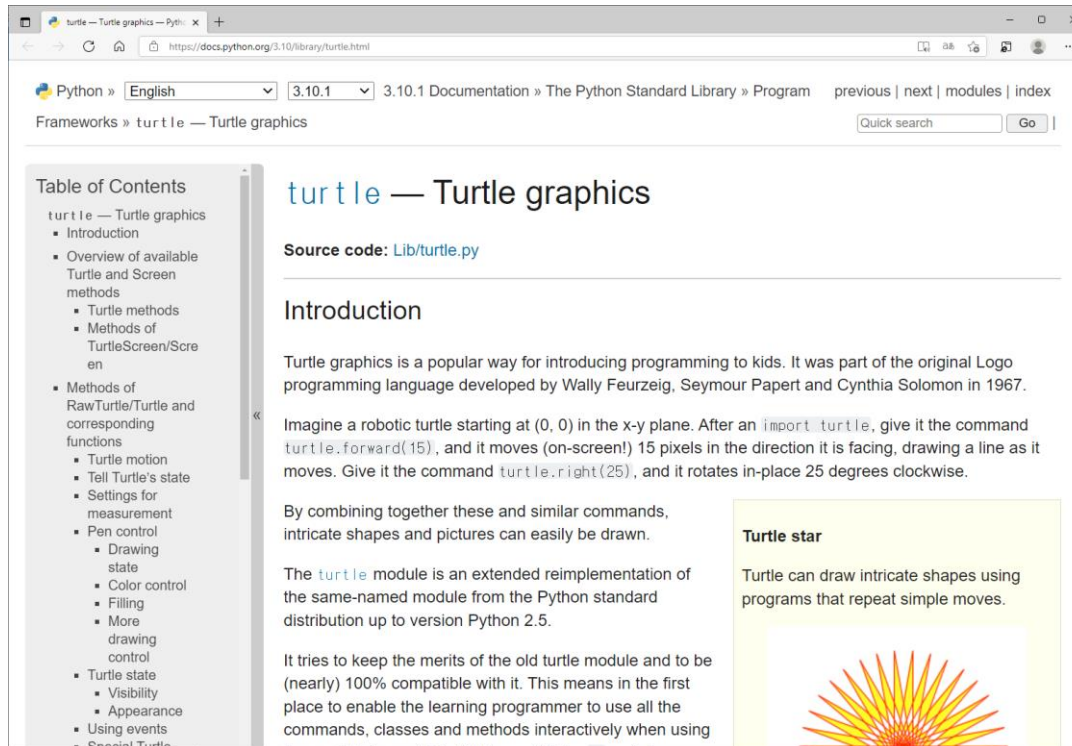 turtle — Turtle graphics — Pyth
https://docs.python.org/3.10/library/turtle.html
Python » English 3.10.1 3.10.1 Documentation » The Python Standard Library » Program previous | next | modules | index
Frameworks » turtle — Turtle graphics Quick search Go |
Table of Contents
turtle — Turtle graphics
Introduction
Overview of available
Turtle and Screen
methods
Turtle methods
Methods of
TurtleScreen/Scre
en
Methods of
RawTurtle/Turtle and
corresponding
functions
Turtle motion
Tell Turtle's state
Settings for
measurement
Pen control
Drawing
state
Color control
Filling
More
drawing
control
Turtle state
Visibility
Appearance
Using events
Special Turtle
«
turtle — Turtle graphics
Source code: Lib/turtle.py
Introduction
Turtle graphics is a popular way for introducing programming to kids. It was part of the original Logo
programming language developed by Wally Feurzeig, Seymour Papert and Cynthia Solomon in 1967.
Imagine a robotic turtle starting at (0, 0) in the x-y plane. After an import turtle, give it the command
turtle.forward(15), and it moves (on-screen!) 15 pixels in the direction it is facing, drawing a line as it
moves. Give it the command turtle.right(25), and it rotates in-place 25 degrees clockwise.
By combining together these and similar commands,
intricate shapes and pictures can easily be drawn.
The turtle module is an extended reimplementation of
the same-named module from the Python standard
distribution up to version Python 2.5.
It tries to keep the merits of the old turtle module and to be
(nearly) 100% compatible with it. This means in the first
place to enable the learning programmer to use all the
commands, classes and methods interactively when using
Turtle star
Turtle can draw intricate shapes using
programs that repeat simple moves.